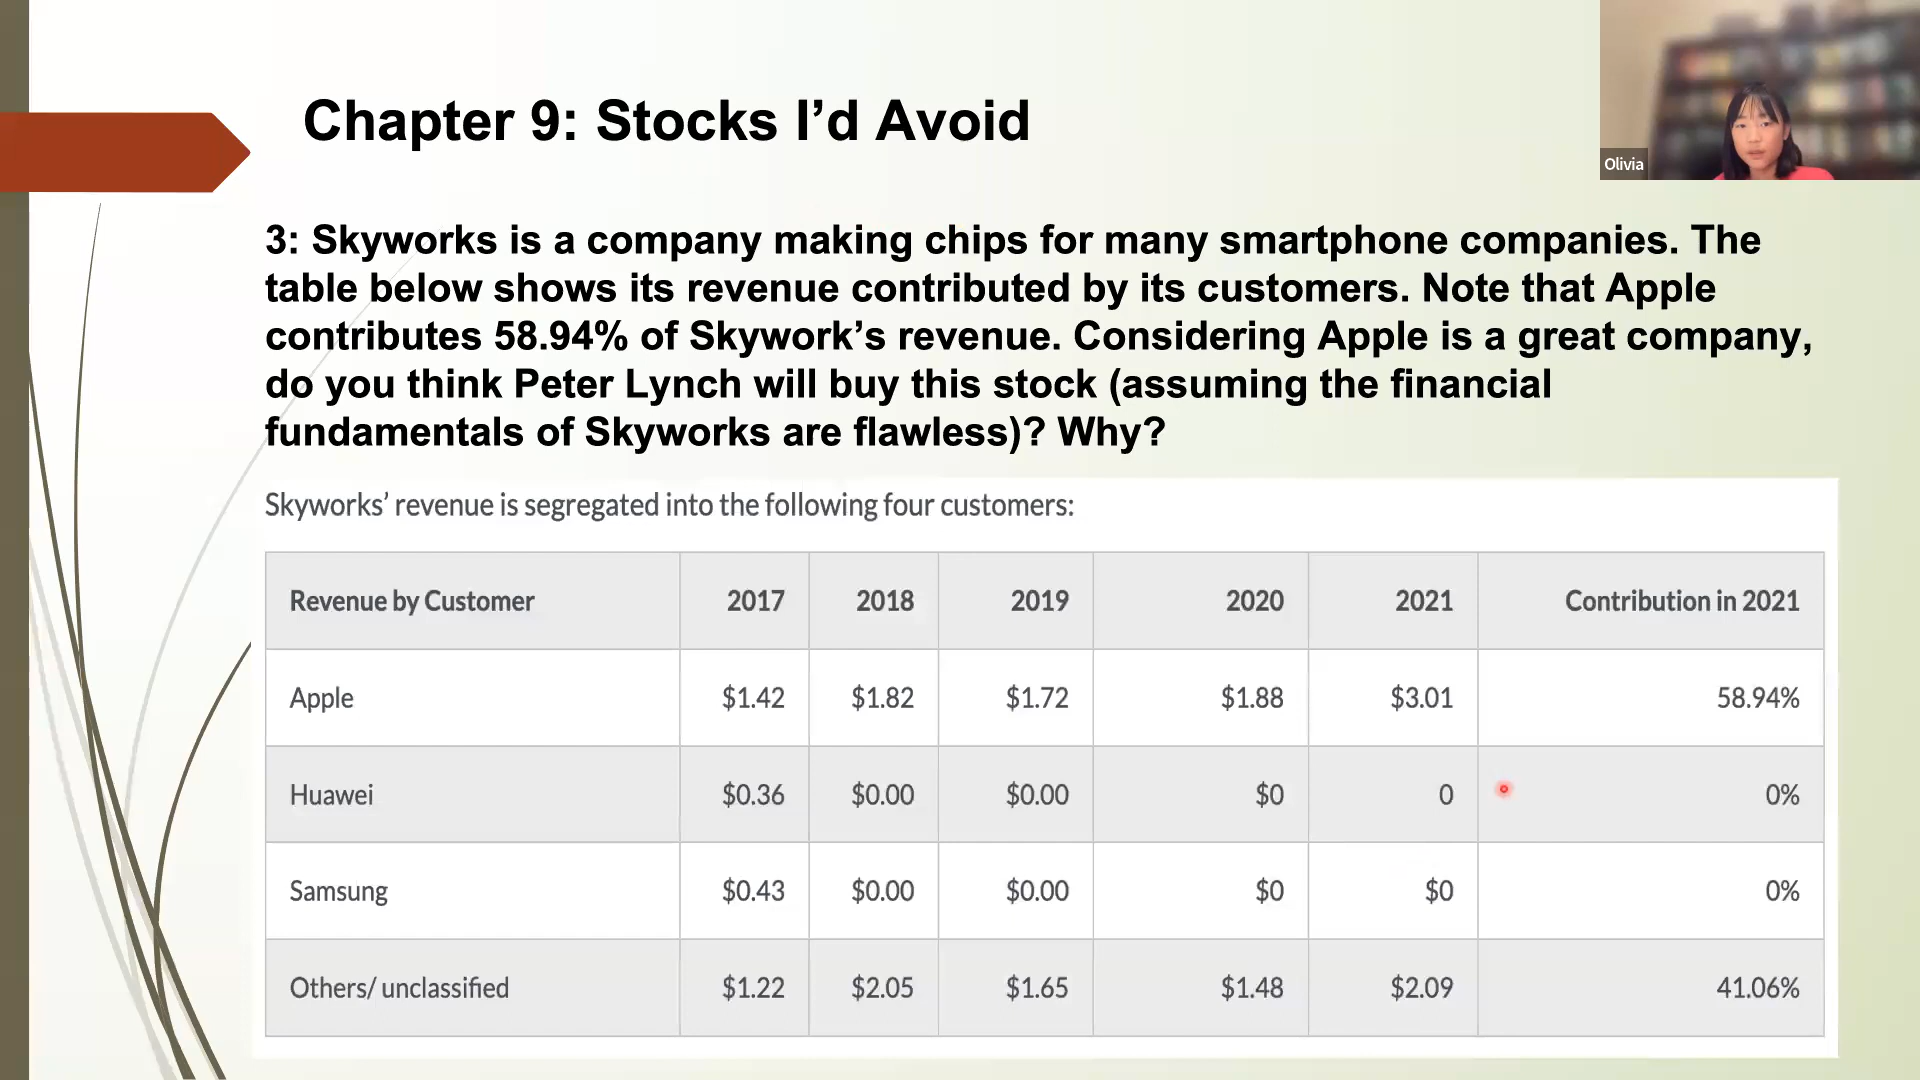 Chapter 9: Stocks I’d Avoid
Olivia
3: Skyworks is a company making chips for many smartphone companies. The
table below shows its revenue contributed by its customers. Note that Apple
contributes 58.94% of Skywork’s revenue. Considering Apple is a great company,
do you think Peter Lynch will buy this stock (assuming the financial
fundamentals of Skyworks are flawless)? Why?
Skyworks’ revenue is segregated into the following four customers:
Revenue by Customer 2017 2018 2019 2020 2021 Contribution in 2021
Apple $1.42 $1.82 $1.72 $1.88 $3.01 58.94%
Huawei $0.36 $0.00 $0.00 $0 0 0%
Samsung $0.43 $0.00 $0.00 $0 $0 0%
Others/ unclassified $1.22 $2.05 $1.65 $1.48 $2.09 41.06%